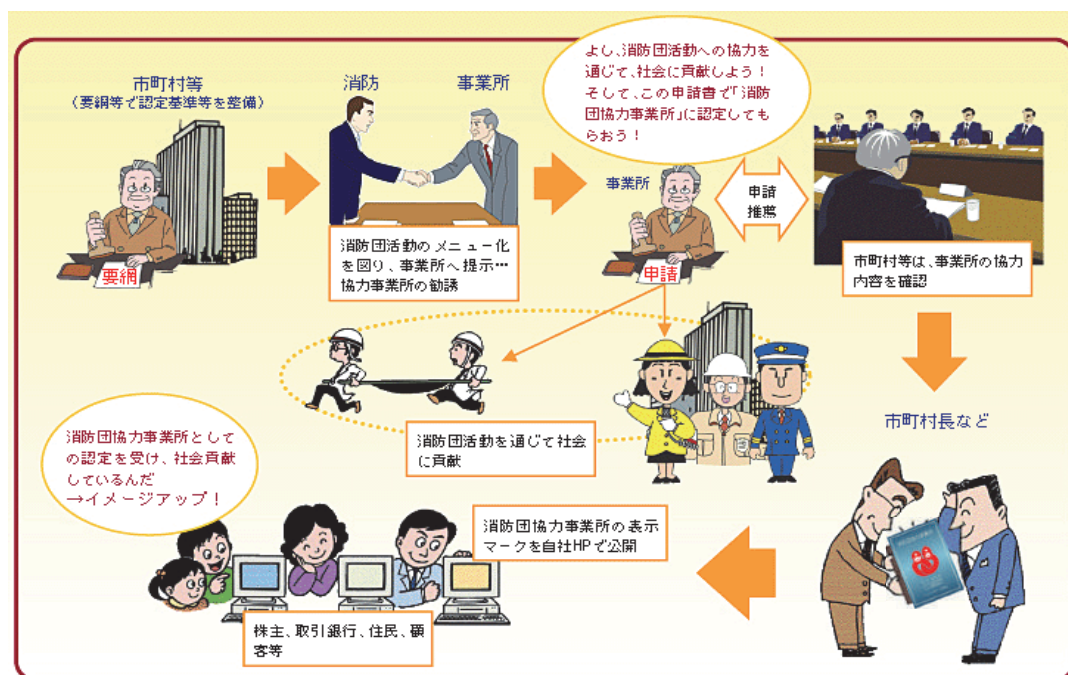 市町村等
(要綱等で認定基準等を整備)
要綱
消防
事業所
消防団活動のメニュー化
を図り、事業所へ提示…
協力事業所の勧誘
よし、消防団活動への協力を
通じて、社会に貢献しよう!
そして、この申請書で「消防
団協力事業所」に認定しても
らおう!
事業所
申請
申請
推薦
市町村等は、事業所の協力
内容を確認
消防団活動を通じて社会
に貢献
市町村長など
消防団協力事業所の表示
マークを自社HPで公開
消防団協力事業所として
の認定を受け、社会貢献
しているんだ
→イメージアップ!
株主、取引銀行、住民、顧
客等